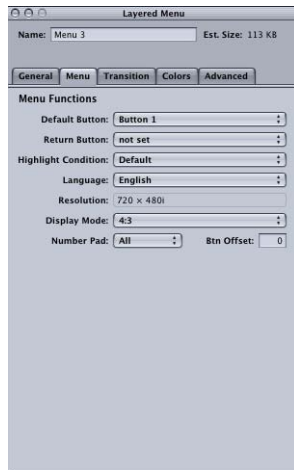 Layered Menu
Name: Menu 3 Est. Size: 113 KB
General Menu Transition Colors Advanced
Menu Functions
Default Button: Button 1
Return Button: not set
Highlight Condition: Default
Language: English
Resolution: 720 × 480i
Display Mode: 4:3
Number Pad: All Btn Offset: 0